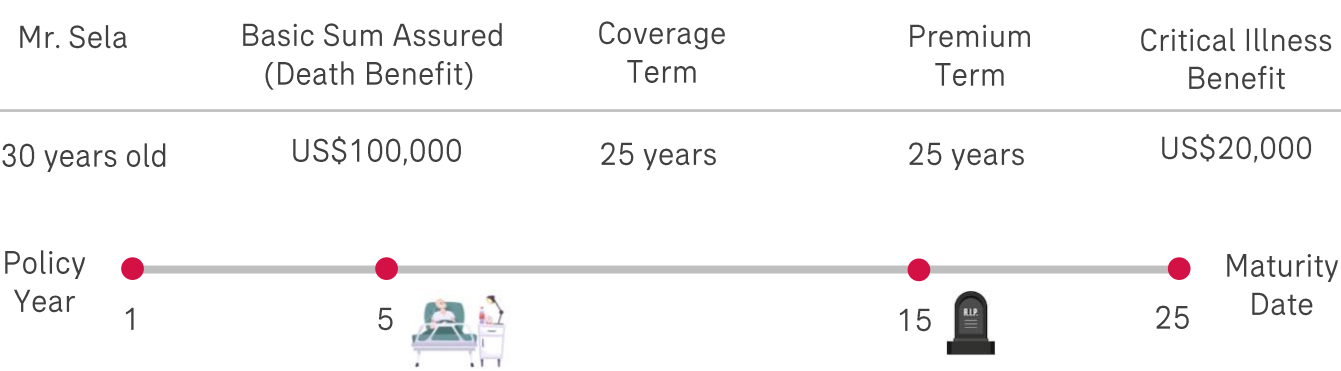 Mr. Sela
Basic Sum Assured
(Death Benefit)
Coverage
Term
Premium
Term
Critical Illness
Benefit
30 years old
US$100,000
25 years
25 years
US$20,000
Policy
Year
1
5
15
R.I.P.
25
Maturity
Date